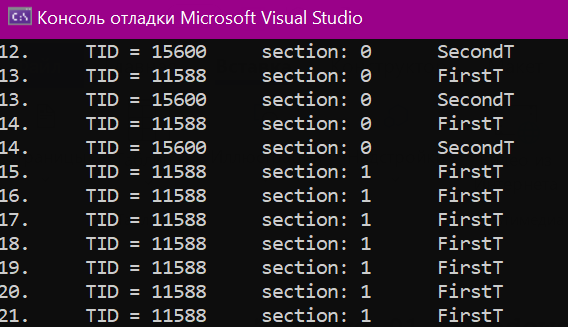 Консоль отладки Microsoft Visual Studio
12. TID = 15600 section: 0 SecondT
13. TID = 11588 section: 0 FirstT
13. TID = 15600 section: 0 SecondT
14. TID = 11588 section: 0 FirstT
14. TID = 15600 section: 0 SecondT
15. TID = 11588 section: 1 FirstT
16. TID = 11588 section: 1 FirstT
17. TID = 11588 section: 1 FirstT
18. TID = 11588 section: 1 FirstT
19. TID = 11588 section: 1 FirstT
20. TID = 11588 section: 1 FirstT
21. TID = 11588 section: 1 FirstT